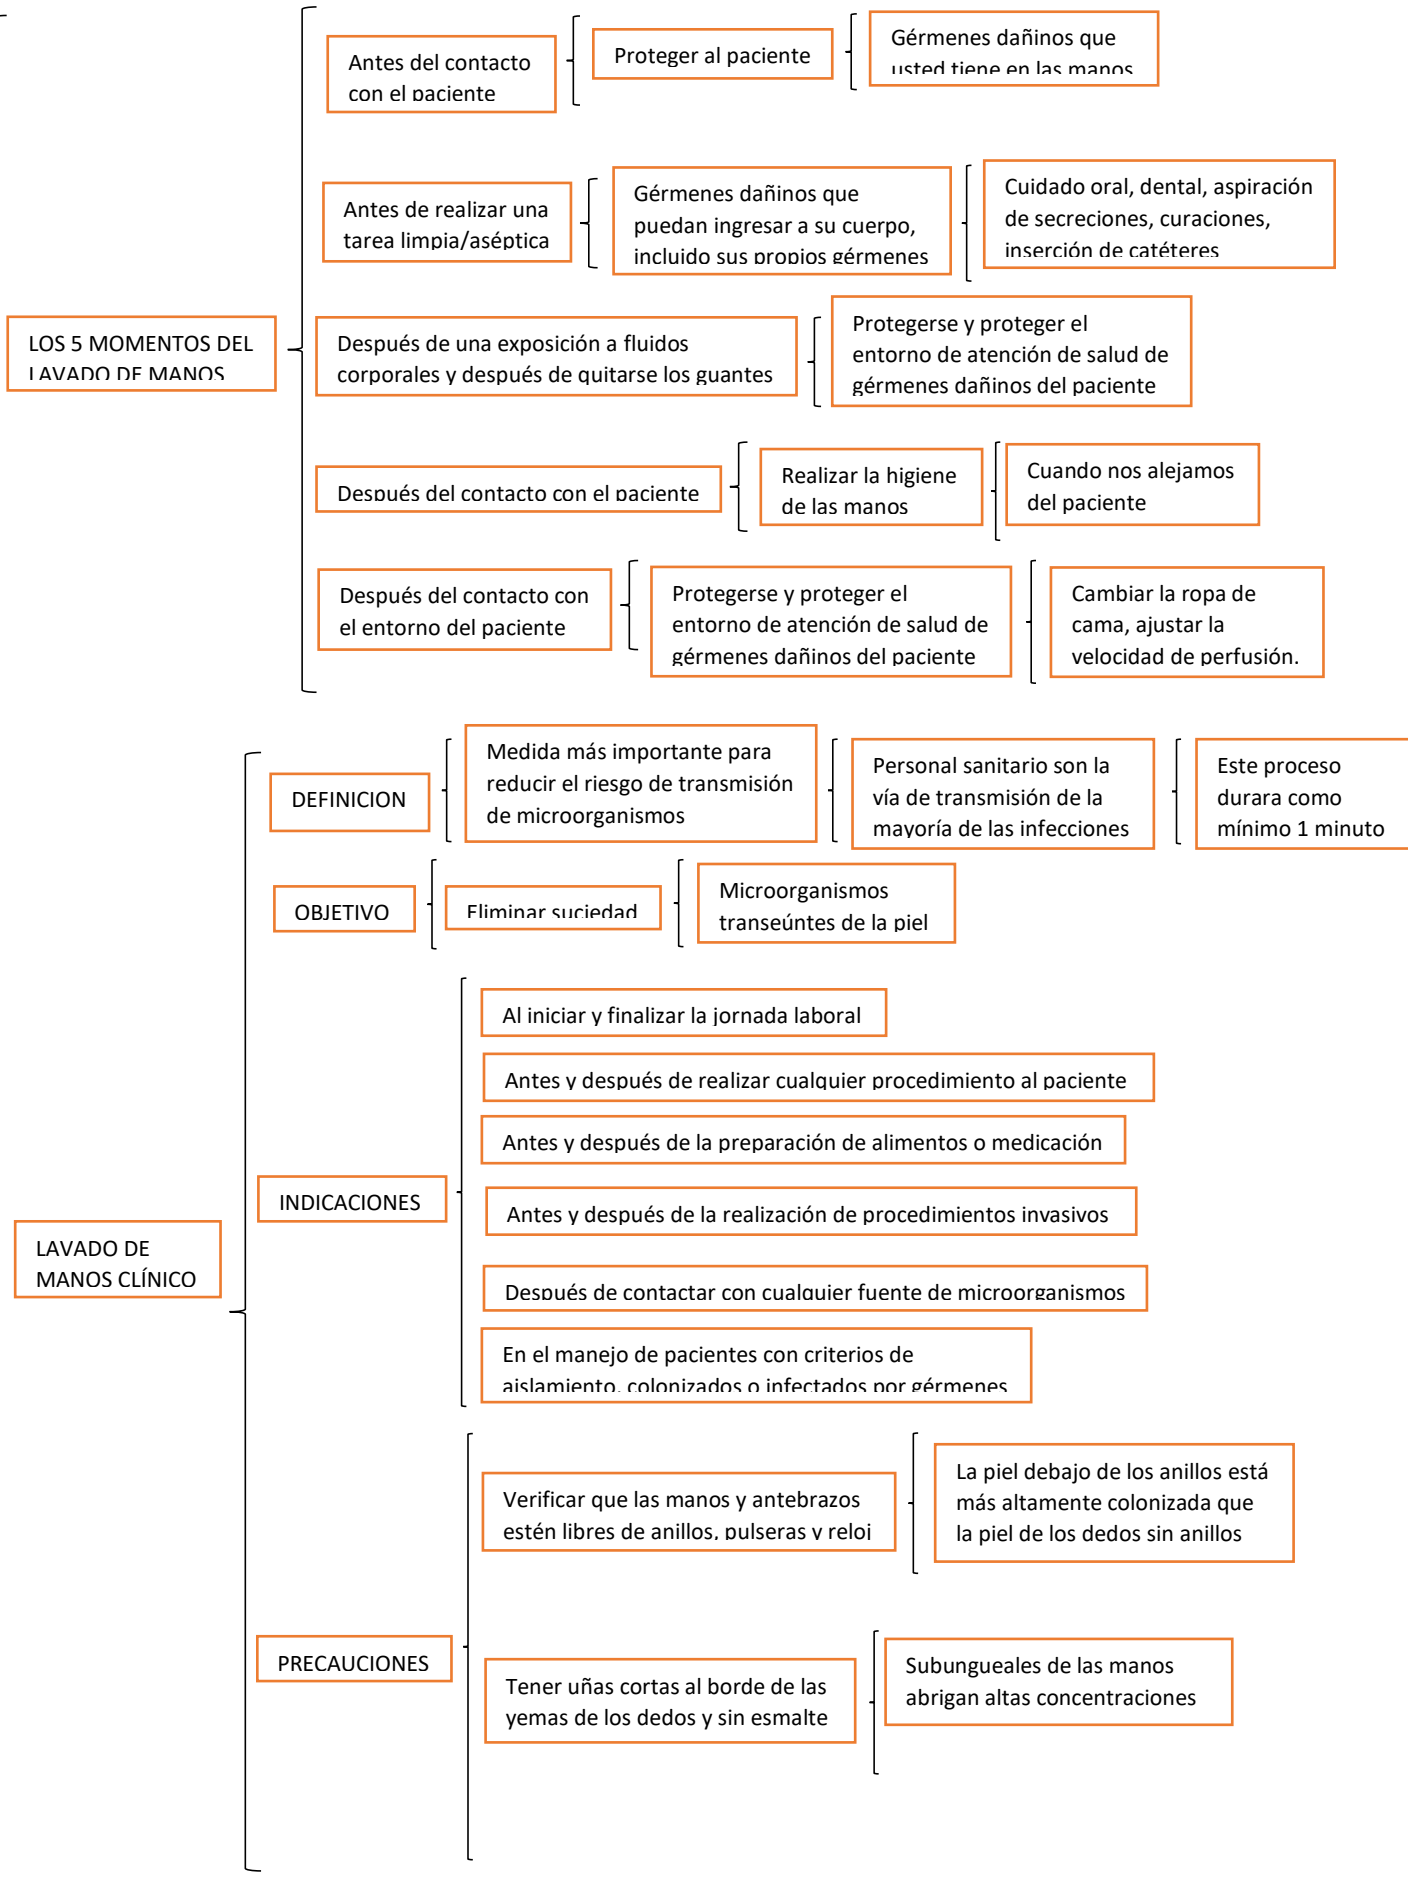 Antes del contacto
con el paciente
Proteger al paciente
Gérmenes dañinos que
usted tiene en las manos
Antes de realizar una
tarea limpia/aséptica
Gérmenes dañinos que
puedan ingresar a su cuerpo,
incluido sus propios gérmenes
Cuidado oral, dental, aspiración
de secreciones, curaciones,
inserción de catéteres
LOS 5 MOMENTOS DEL
LAVADO DE MANOS
Después de una exposición a fluidos
corporales y después de quitarse los guantes
Protegerse y proteger el
entorno de atención de salud de
gérmenes dañinos del paciente
Después del contacto con el paciente
Realizar la higiene
de las manos
Cuando nos alejamos
del paciente
Después del contacto con
el entorno del paciente
Protegerse y proteger el
entorno de atención de salud de
gérmenes dañinos del paciente
Cambiar la ropa de
cama, ajustar la
velocidad de perfusión.
LAVADO DE
MANOS CLÍNICO
DEFINICION
Medida más importante para
reducir el riesgo de transmisión
de microorganismos
Personal sanitario son la
vía de transmisión de la
mayoría de las infecciones
Este proceso
durara como
mínimo 1 minuto
OBJETIVO
Eliminar suciedad
Microorganismos
transeúntes de la piel
INDICACIONES
Al iniciar y finalizar la jornada laboral
Antes y después de realizar cualquier procedimiento al paciente
Antes y después de la preparación de alimentos o medicación
Antes y después de la realización de procedimientos invasivos
Después de contactar con cualquier fuente de microorganismos
En el manejo de pacientes con criterios de
aislamiento, colonizados o infectados por gérmenes
PRECAUCIONES
Verificar que las manos y antebrazos
estén libres de anillos, pulseras y reloj
La piel debajo de los anillos está
más altamente colonizada que
la piel de los dedos sin anillos
Tener uñas cortas al borde de las
yemas de los dedos y sin esmalte
Subungueales de las manos
abrigan altas concentraciones